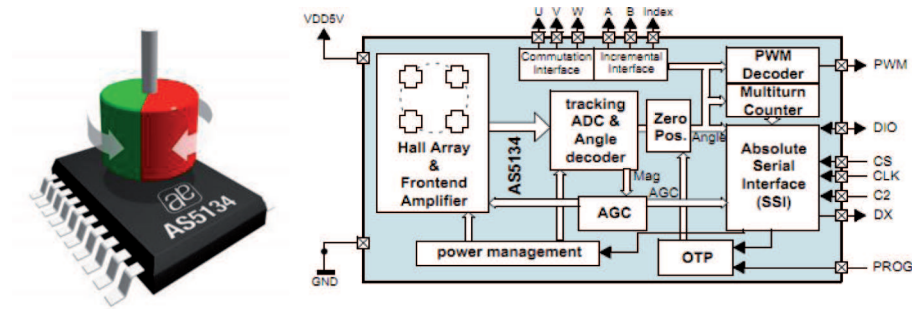 AS5134
VDD5V
U V W A B Index
Commutation
Interface
Incremental
Interface
PWM
Decoder
PWM
Multiturn
Counter
Hall Array
&
Frontend
Amplifier
AS5134
tracking
ADC &
Angle
decoder
Zero
Pos.
Angle
Absolute
Serial
Interface
(SSI)
DIO
CS
CLK
C2
DX
Mag
AGC
AGC
power management
OTP
PROG
GND